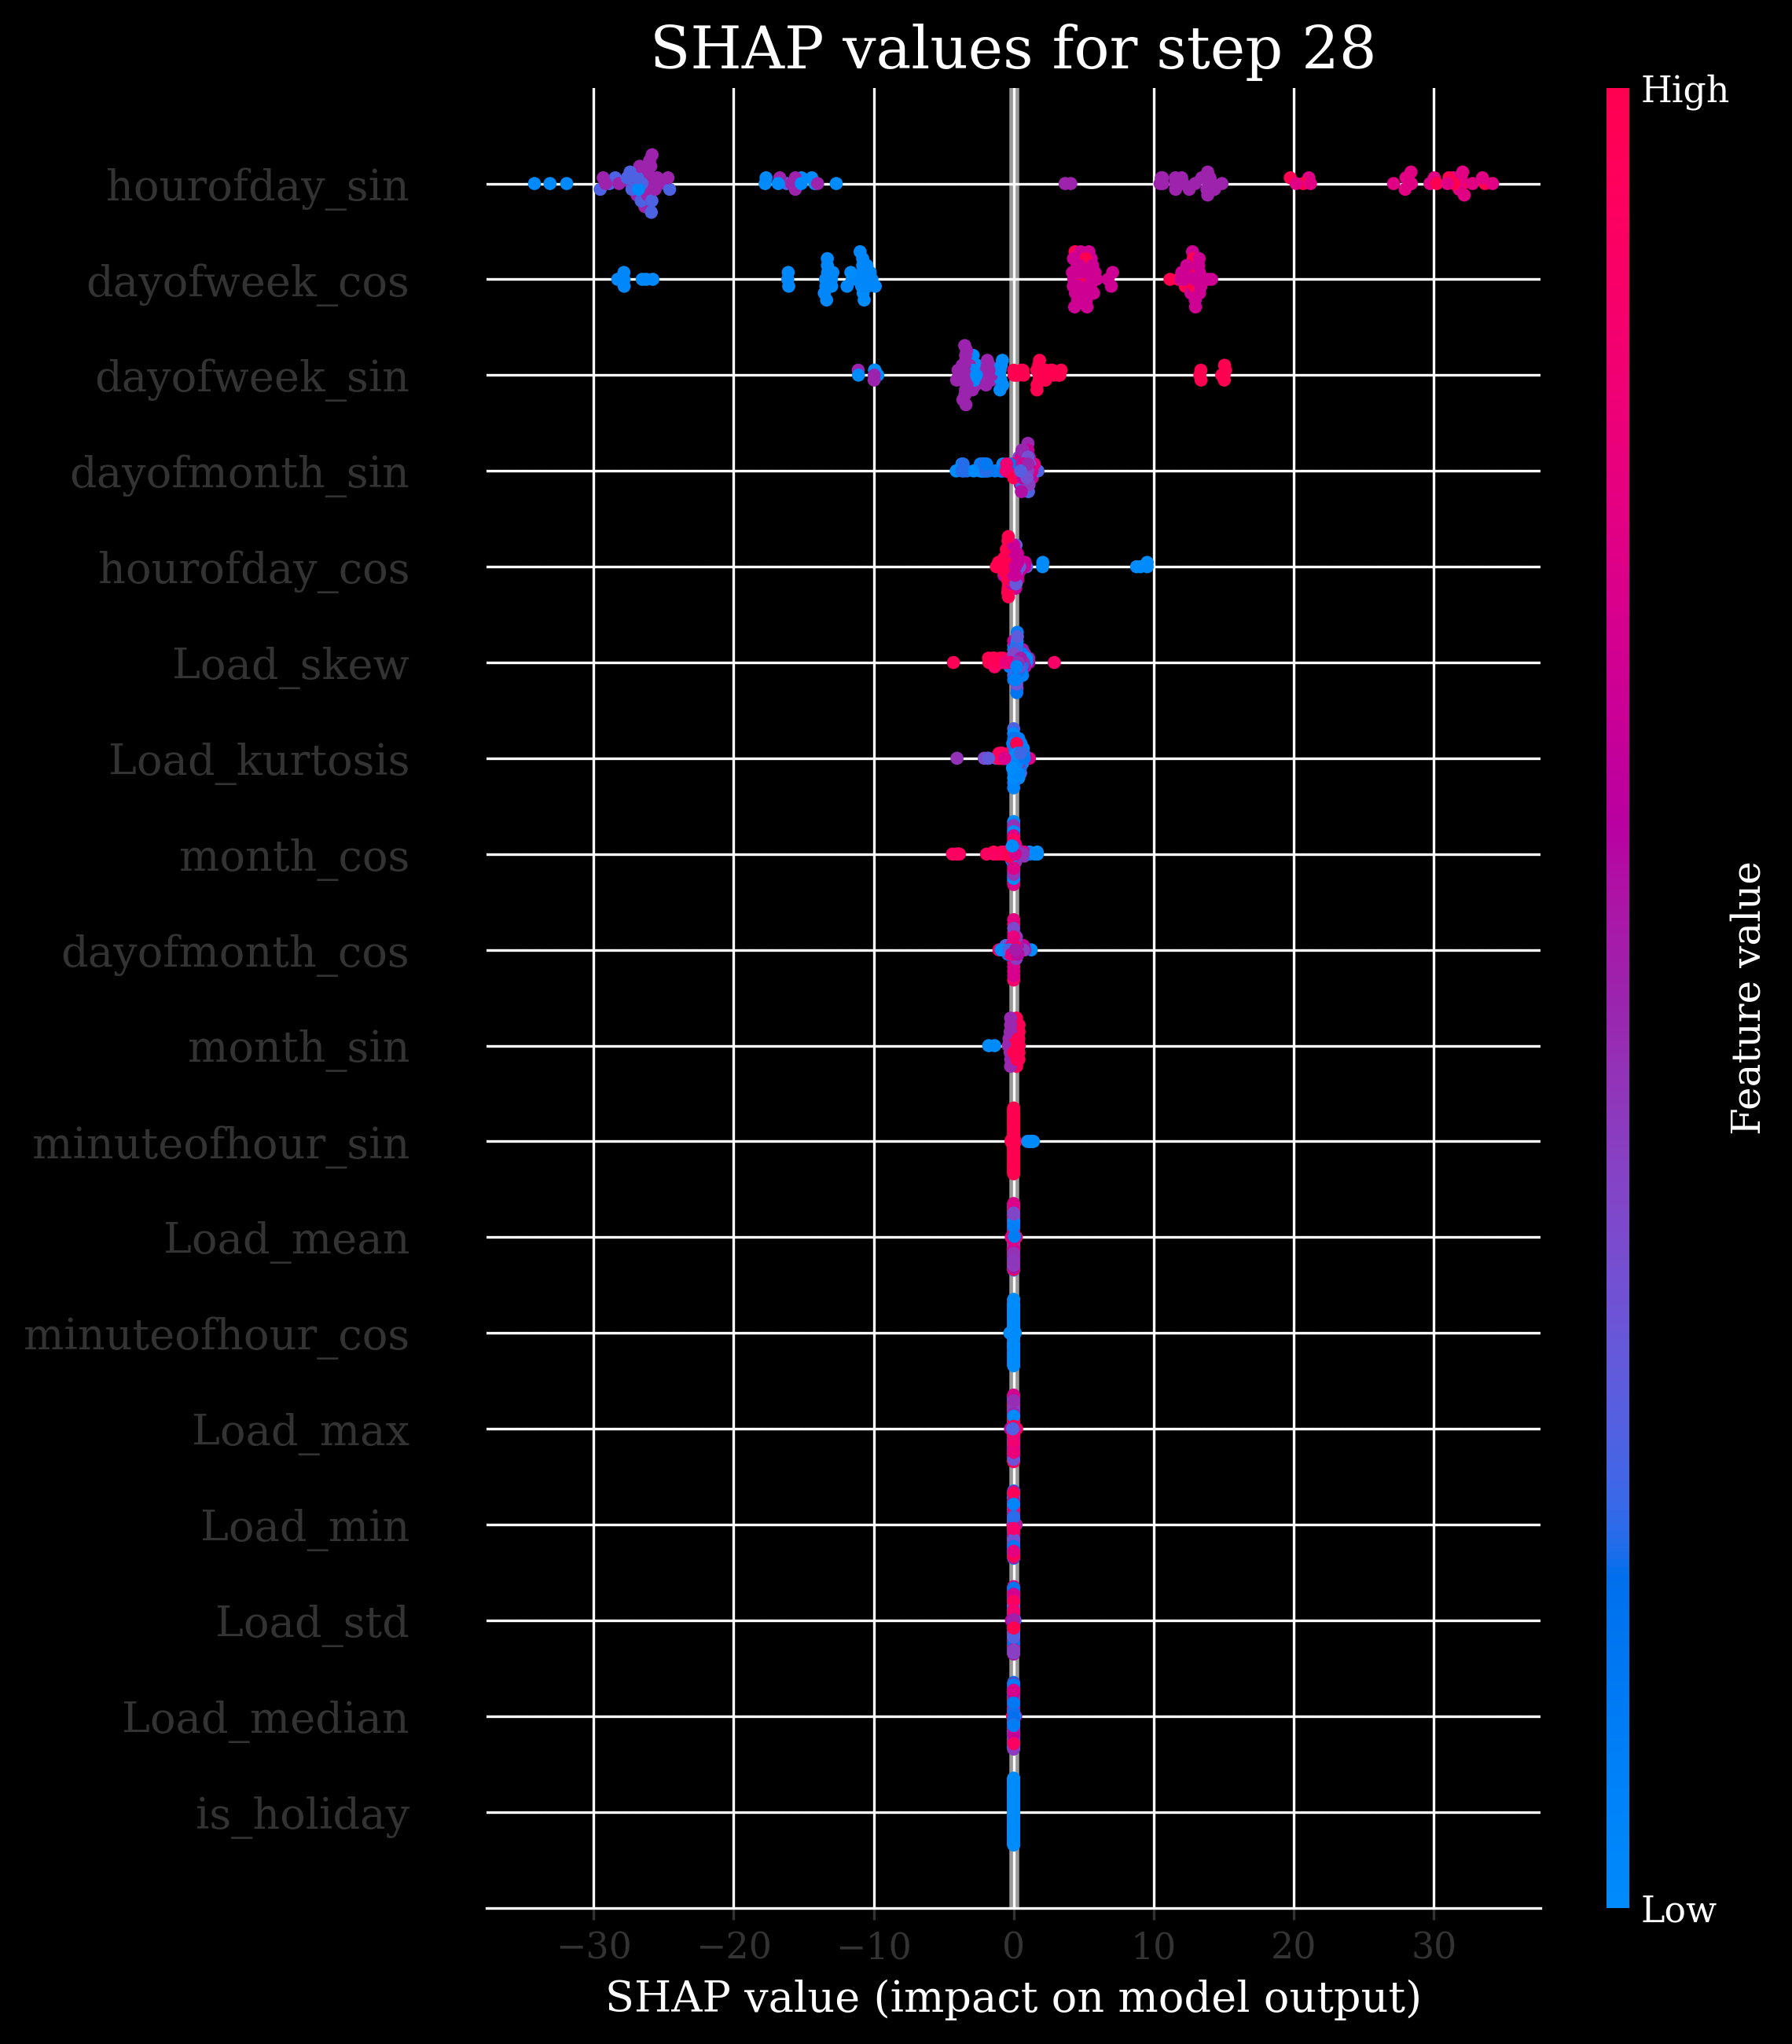 SHAP values for step 28
High
hourofday_sin
dayofweek_cos
dayofweek_sin
dayofmonth_sin
hourofday_cos
Load_skew
Load_kurtosis
month_cos
dayofmonth_cos
month_sin
minuteofhour_sin
Load_mean
minuteofhour_cos
Load_max
Load_min
Load_std
Load_median
is_holiday
Feature value
Low
−30 −20 −10 0 10 20 30
SHAP value (impact on model output)